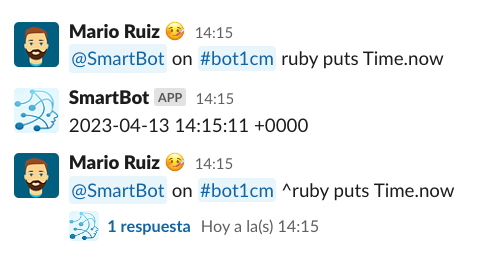 Mario Ruiz 🤒 14:15
@SmartBot on #bot1cm ruby puts Time.now
SmartBot APP 14:15
2023-04-13 14:15:11 +0000
Mario Ruiz 🤒 14:15
@SmartBot on #bot1cm ^ruby puts Time.now
1 respuesta Hoy a la(s) 14:15